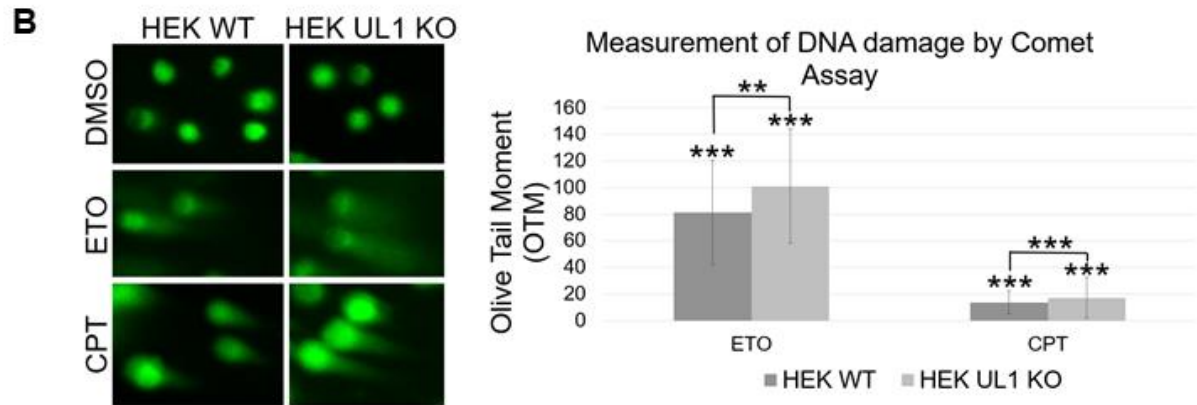 B
HEK WT HEK UL1 KO
DMSO
ETO
CPT
Measurement of DNA damage by Comet
Assay
Olive Tail Moment
(OTM)
160
140
120
100
80
60
40
20
0
**
***
***
***
***
***
ETO CPT
HEK WT HEK UL1 KO